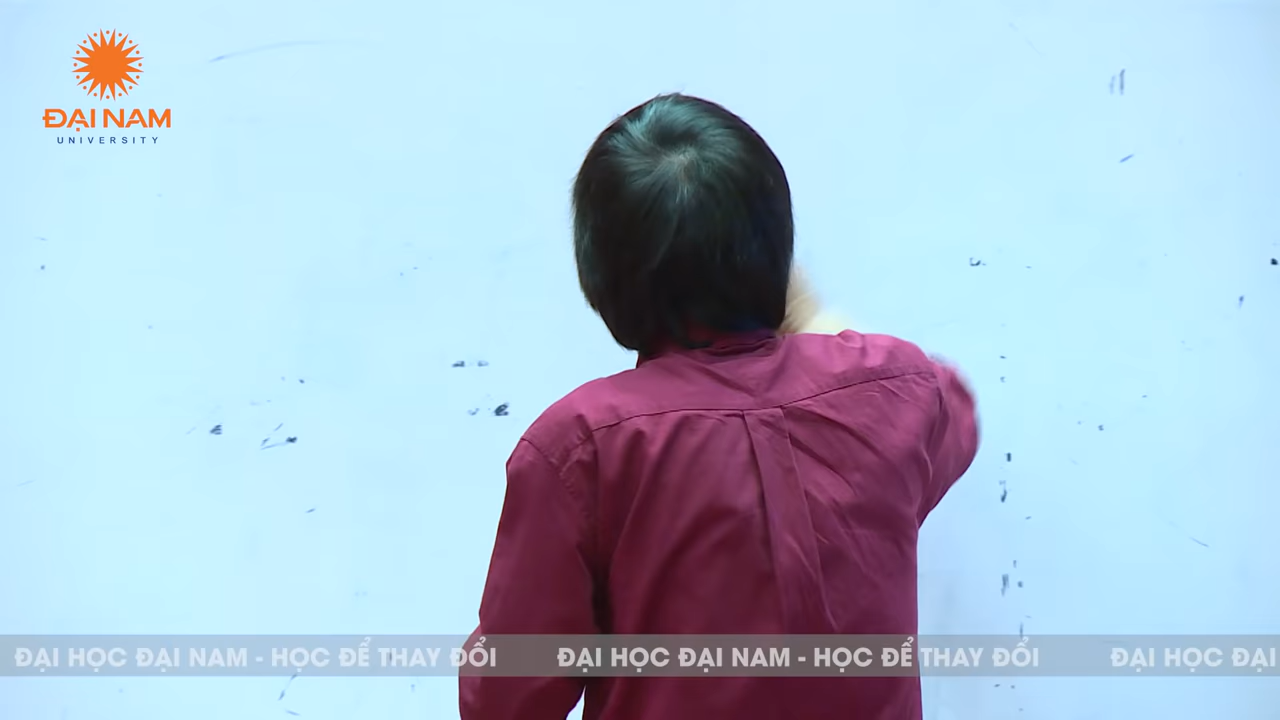 ĐẠI NAM
UNIVERSITY
ĐẠI HỌC ĐẠI NAM - HỌC ĐỂ THAY ĐỔI ĐẠI HỌC ĐẠI NAM - HỌC ĐỂ THAY ĐỔI ĐẠI HỌC ĐẠI